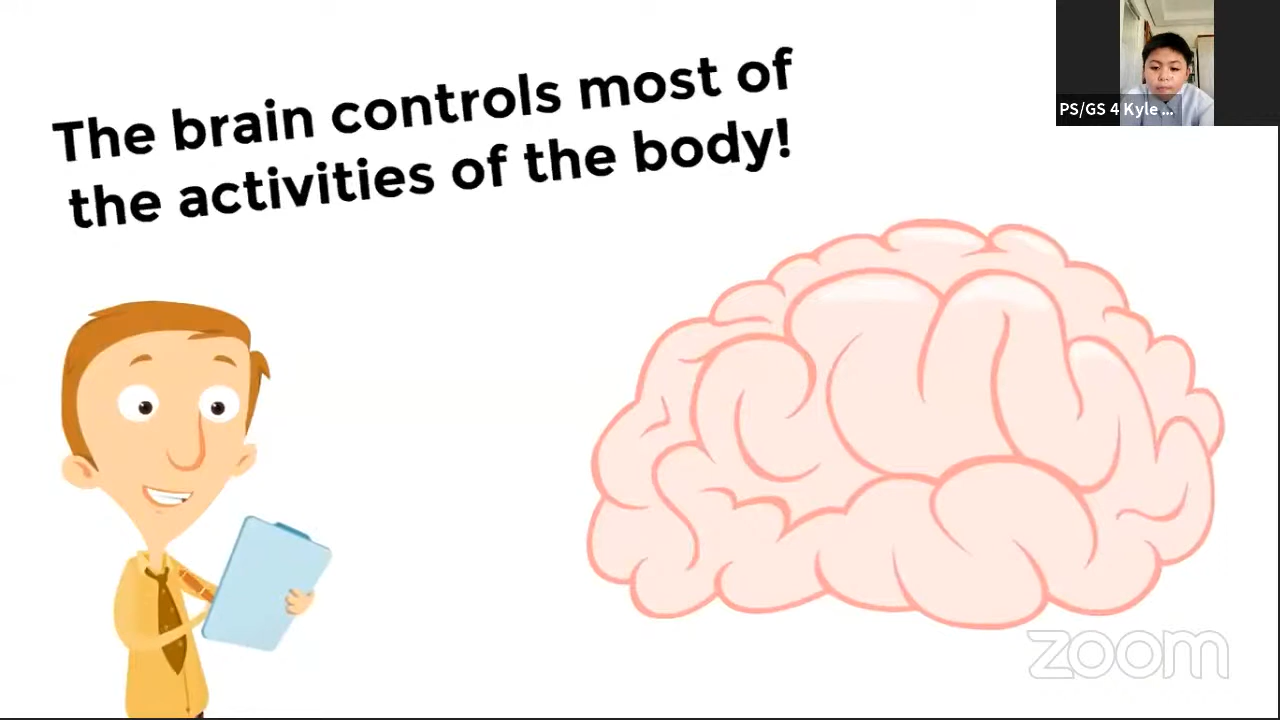 The brain controls most of
the activities of the body!
PS/GS 4 Kyle ...
zoom